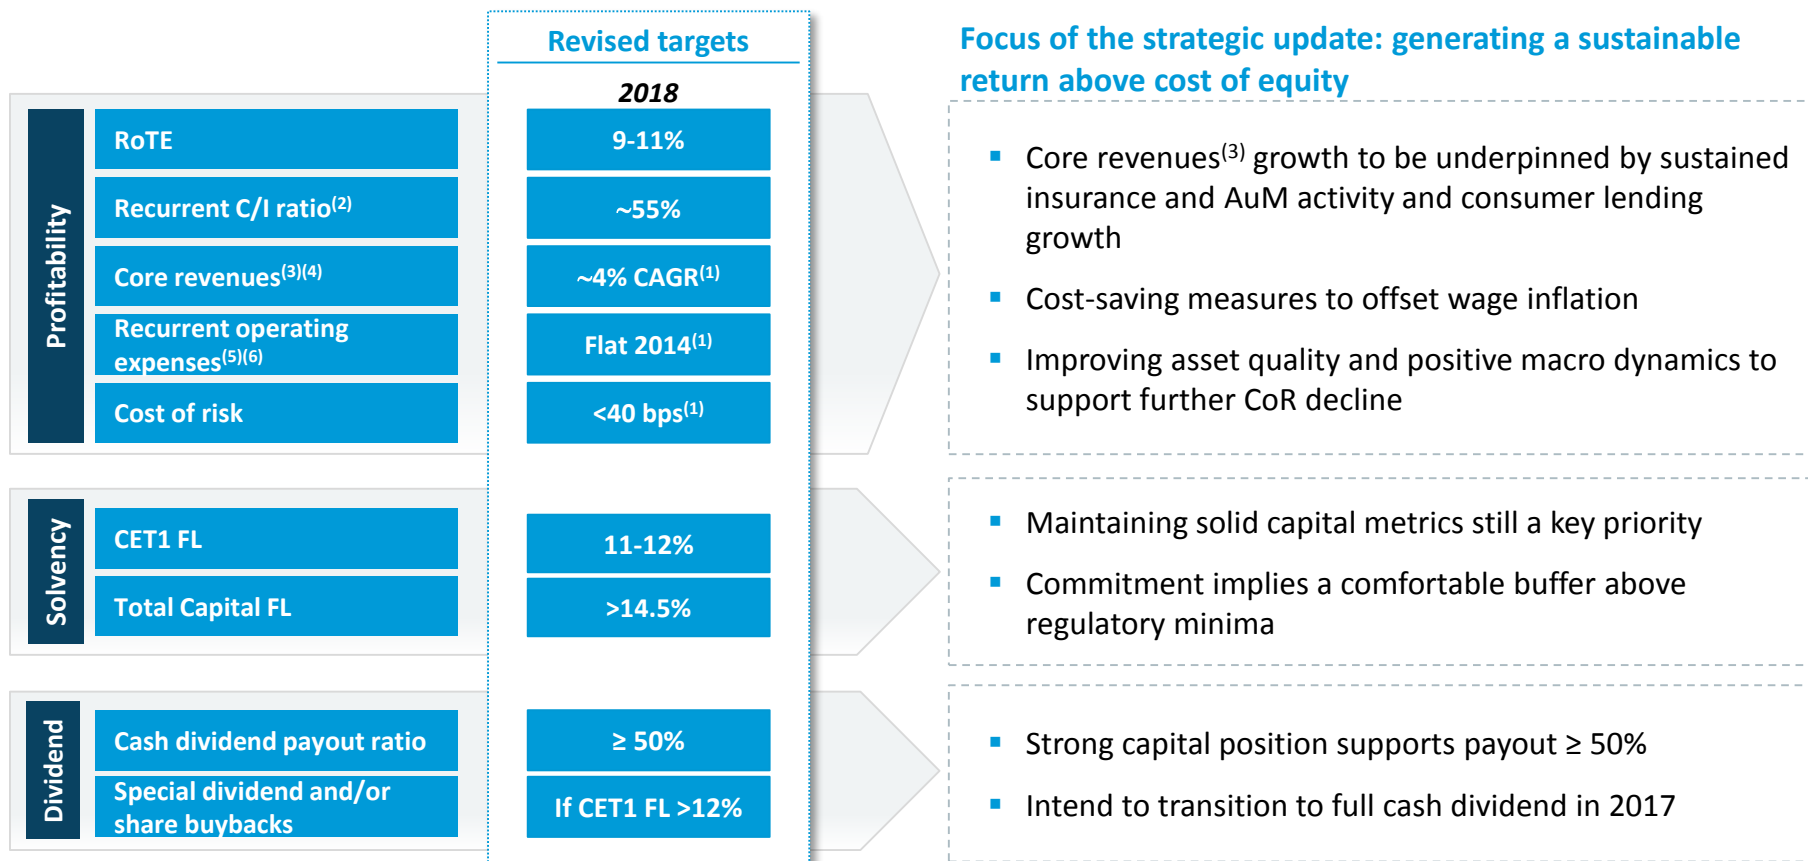 Revised targets
2018
Focus of the strategic update: generating a sustainable
return above cost of equity
Profitability
RoTE
9-11%
Recurrent C/I ratio(2)
~55%
Core revenues(3)(4)
~4% CAGR(1)
Recurrent operating
expenses(5)(6)
Flat 2014(1)
Cost of risk
<40 bps(1)
▪ Core revenues(3) growth to be underpinned by sustained
insurance and AuM activity and consumer lending
growth
▪ Cost-saving measures to offset wage inflation
▪ Improving asset quality and positive macro dynamics to
support further CoR decline
Solvency
CET1 FL
11-12%
Total Capital FL
>14.5%
▪ Maintaining solid capital metrics still a key priority
▪ Commitment implies a comfortable buffer above
regulatory minima
Dividend
Cash dividend payout ratio
≥ 50%
Special dividend and/or
share buybacks
If CET1 FL >12%
▪ Strong capital position supports payout ≥ 50%
▪ Intend to transition to full cash dividend in 2017